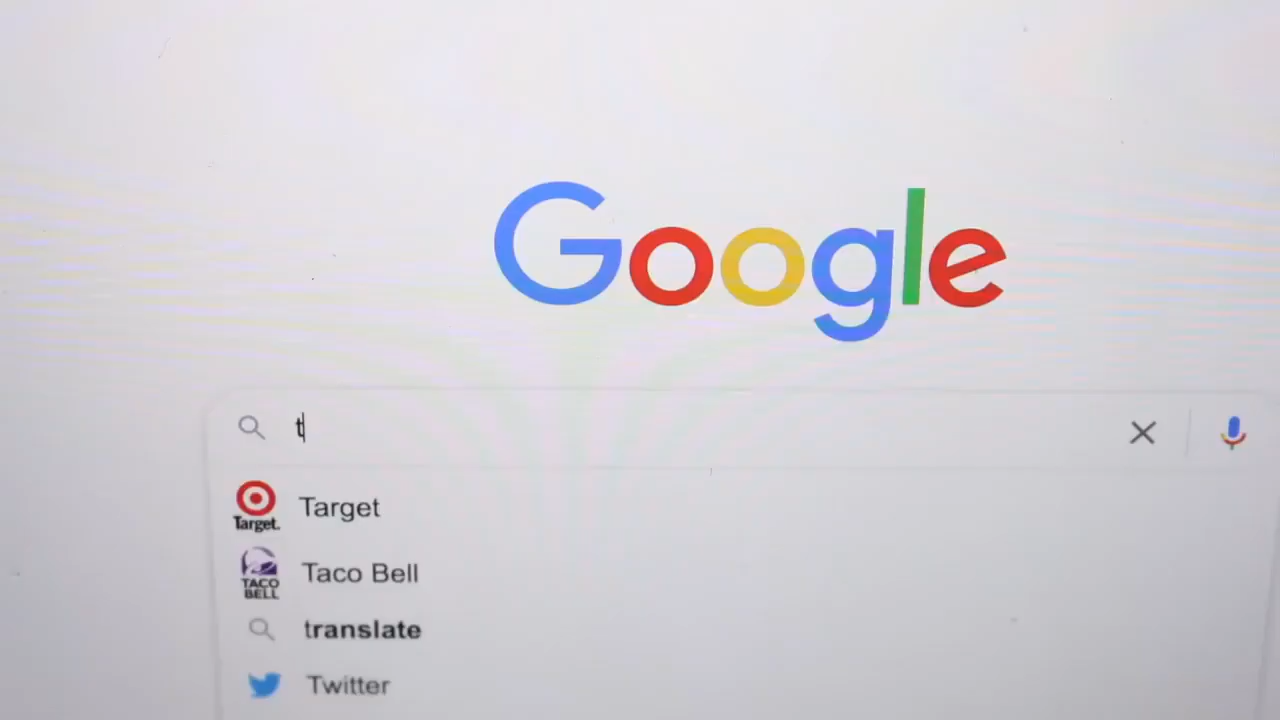 Google
t
Target.
Target
TACO
BELL
Taco Bell
translate
Twitter